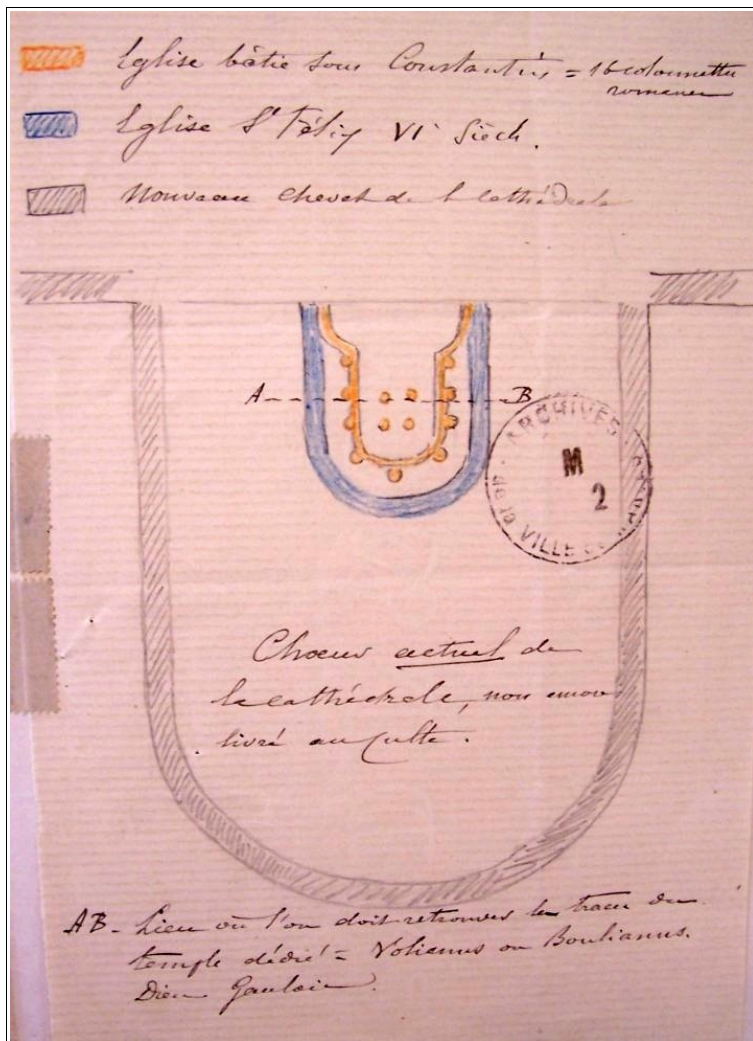 Eglise bâtie sous Constantin = 16 colonnettes
romanes
Eglise St Félix VIe Siècle.
Nouveau chevet de la cathédrale
A B
ARCHIVES
M
2
VILLE
Choeur actuel de
la cathédrale, non encore
livré au culte.
AB - Lieu où l'on doit retrouver les traces du
temple dédié = Volianus ou Boulianus.
Dieu Gaulois.